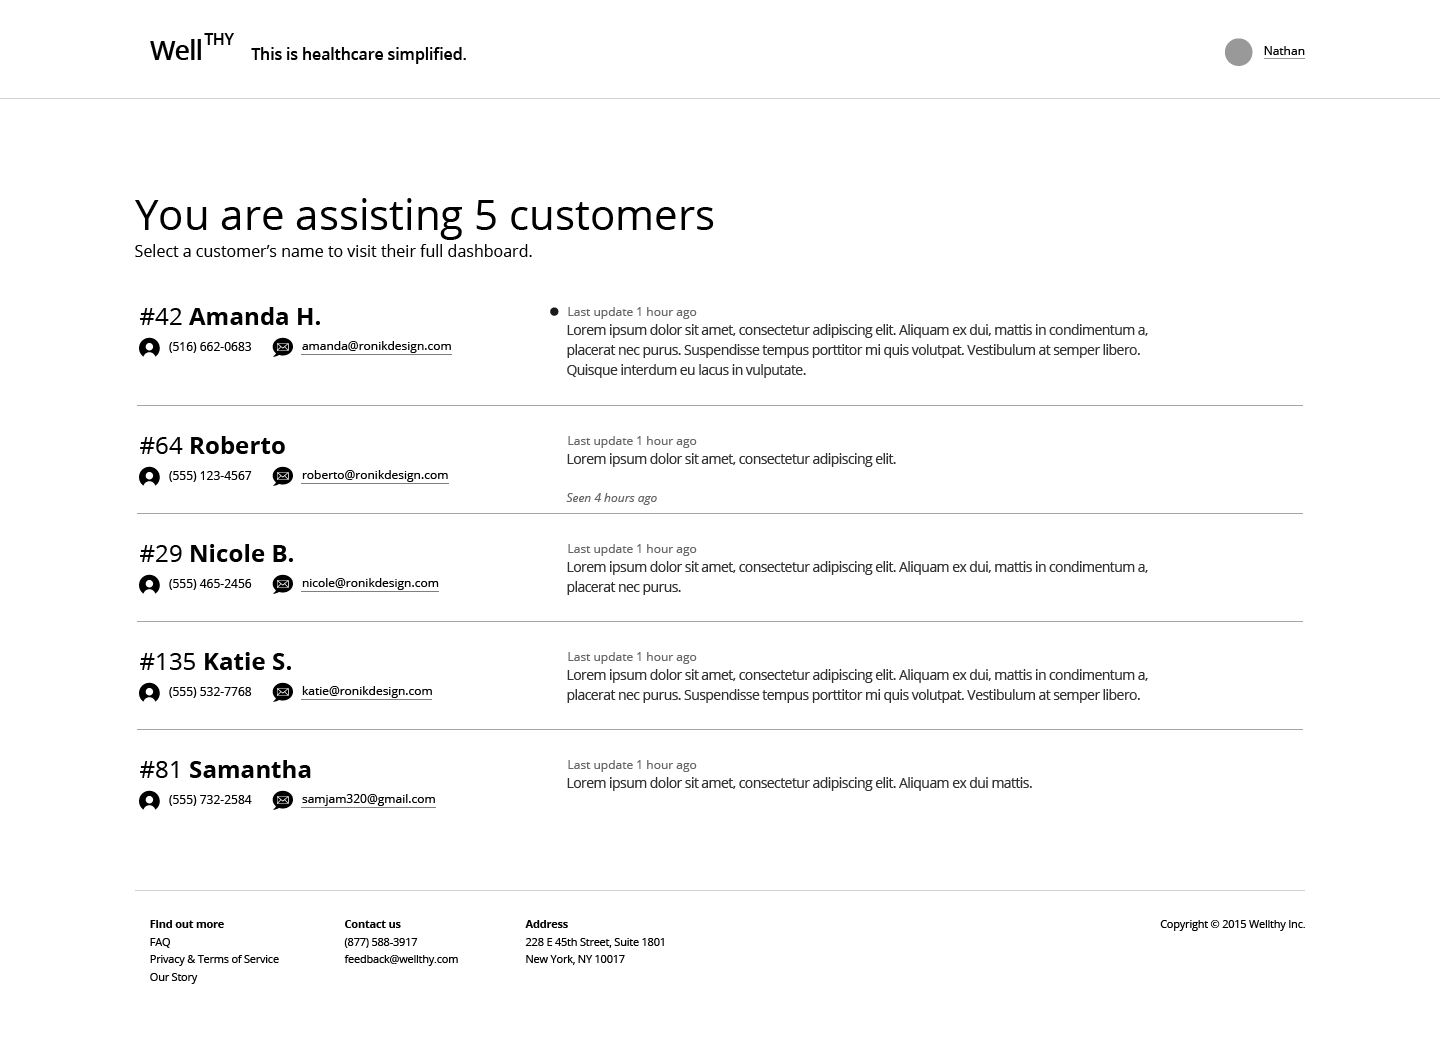 WellTHY This is healthcare simplified.
Nathan
You are assisting 5 customers
Select a customer's name to visit their full dashboard.
#42 Amanda H.
(516) 662-0683 amanda@ronikdesign.com
Last update 1 hour ago
Lorem ipsum dolor sit amet, consectetur adipiscing elit. Aliquam ex dui, mattis in condimentum a,
placerat nec purus. Suspendisse tempus porttitor mi quis volutpat. Vestibulum at semper libero.
Quisque interdum eu lacus in vulputate.
#64 Roberto
(555) 123-4567 roberto@ronikdesign.com
Last update 1 hour ago
Lorem ipsum dolor sit amet, consectetur adipiscing elit.
Seen 4 hours ago
#29 Nicole B.
(555) 465-2456 nicole@ronikdesign.com
Last update 1 hour ago
Lorem ipsum dolor sit amet, consectetur adipiscing elit. Aliquam ex dui, mattis in condimentum a,
placerat nec purus.
#135 Katie S.
(555) 532-7768 katie@ronikdesign.com
Last update 1 hour ago
Lorem ipsum dolor sit amet, consectetur adipiscing elit. Aliquam ex dui, mattis in condimentum a,
placerat nec purus. Suspendisse tempus porttitor mi quis volutpat. Vestibulum at semper libero.
#81 Samantha
(555) 732-2584 samjam320@gmail.com
Last update 1 hour ago
Lorem ipsum dolor sit amet, consectetur adipiscing elit. Aliquam ex dui mattis.
Find out more
FAQ
Privacy & Terms of Service
Our Story
Contact us
(877) 588-3917
feedback@wellthy.com
Address
228 E 45th Street, Suite 1801
New York, NY 10017
Copyright © 2015 Wellthy Inc.